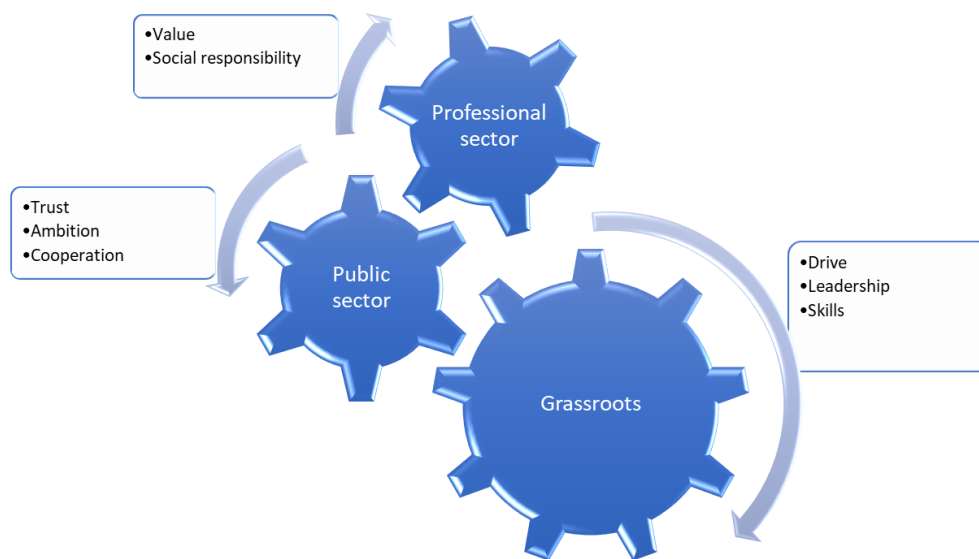 •Value
•Social responsibility
Professional
sector
•Trust
•Ambition
•Cooperation
Public
sector
•Drive
•Leadership
•Skills
Grassroots